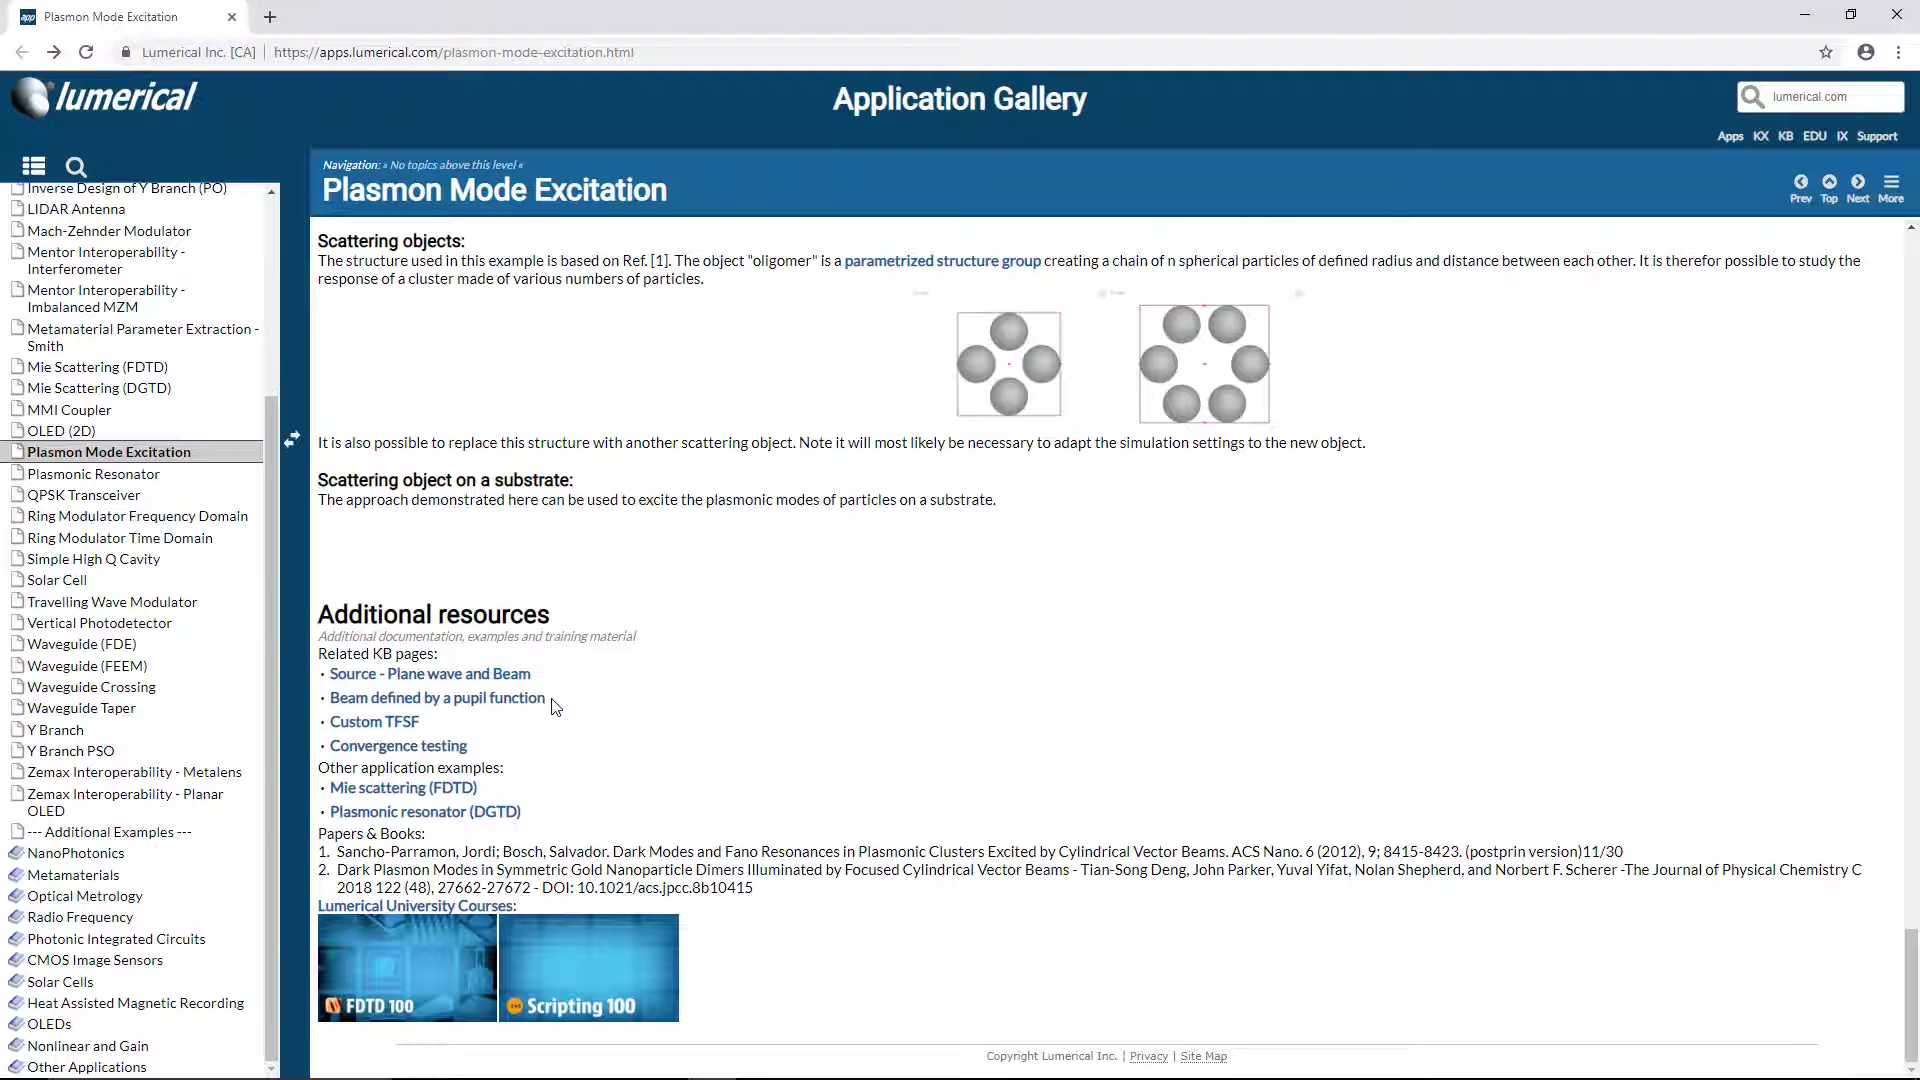 Plasmon Mode Excitation
Lumerical Inc. [CA] | https://apps.lumerical.com/plasmon-mode-excitation.html
lumerical
Application Gallery
lumerical.com
Apps KX KB EDU IX Support
Navigation: » No topics above this level «
Plasmon Mode Excitation
Prev Top Next More
Inverse Design of Y Branch (PO)
LIDAR Antenna
Mach-Zehnder Modulator
Mentor Interoperability -
Interferometer
Mentor Interoperability -
Imbalanced MZM
Metamaterial Parameter Extraction -
Smith
Mie Scattering (FDTD)
Mie Scattering (DGTD)
MMI Coupler
OLED (2D)
Plasmon Mode Excitation
Plasmonic Resonator
QPSK Transceiver
Ring Modulator Frequency Domain
Ring Modulator Time Domain
Simple High Q Cavity
Solar Cell
Travelling Wave Modulator
Vertical Photodetector
Waveguide (FDE)
Waveguide (FEEM)
Waveguide Crossing
Waveguide Taper
Y Branch
Y Branch PSO
Zemax Interoperability - Metalens
Zemax Interoperability - Planar
OLED
--- Additional Examples ---
NanoPhotonics
Metamaterials
Optical Metrology
Radio Frequency
Photonic Integrated Circuits
CMOS Image Sensors
Solar Cells
Heat Assisted Magnetic Recording
OLEDs
Nonlinear and Gain
Other Applications
Scattering objects:
The structure used in this example is based on Ref. [1]. The object "oligomer" is a parametrized structure group creating a chain of n spherical particles of defined radius and distance between each other. It is therefor possible to study the
response of a cluster made of various numbers of particles.
It is also possible to replace this structure with another scattering object. Note it will most likely be necessary to adapt the simulation settings to the new object.
Scattering object on a substrate:
The approach demonstrated here can be used to excite the plasmonic modes of particles on a substrate.
Additional resources
Additional documentation, examples and training material
Related KB pages:
• Source - Plane wave and Beam
• Beam defined by a pupil function
• Custom TFSF
• Convergence testing
Other application examples:
• Mie scattering (FDTD)
• Plasmonic resonator (DGTD)
Papers & Books:
1. Sancho-Parramon, Jordi; Bosch, Salvador. Dark Modes and Fano Resonances in Plasmonic Clusters Excited by Cylindrical Vector Beams. ACS Nano. 6 (2012), 9; 8415-8423. (postprin version)11/30
2. Dark Plasmon Modes in Symmetric Gold Nanoparticle Dimers Illuminated by Focused Cylindrical Vector Beams - Tian-Song Deng, John Parker, Yuval Yifat, Nolan Shepherd, and Norbert F. Scherer -The Journal of Physical Chemistry C
2018 122 (48), 27662-27672 - DOI: 10.1021/acs.jpcc.8b10415
Lumerical University Courses:
FDTD 100
Scripting 100
Copyright Lumerical Inc. | Privacy | Site Map